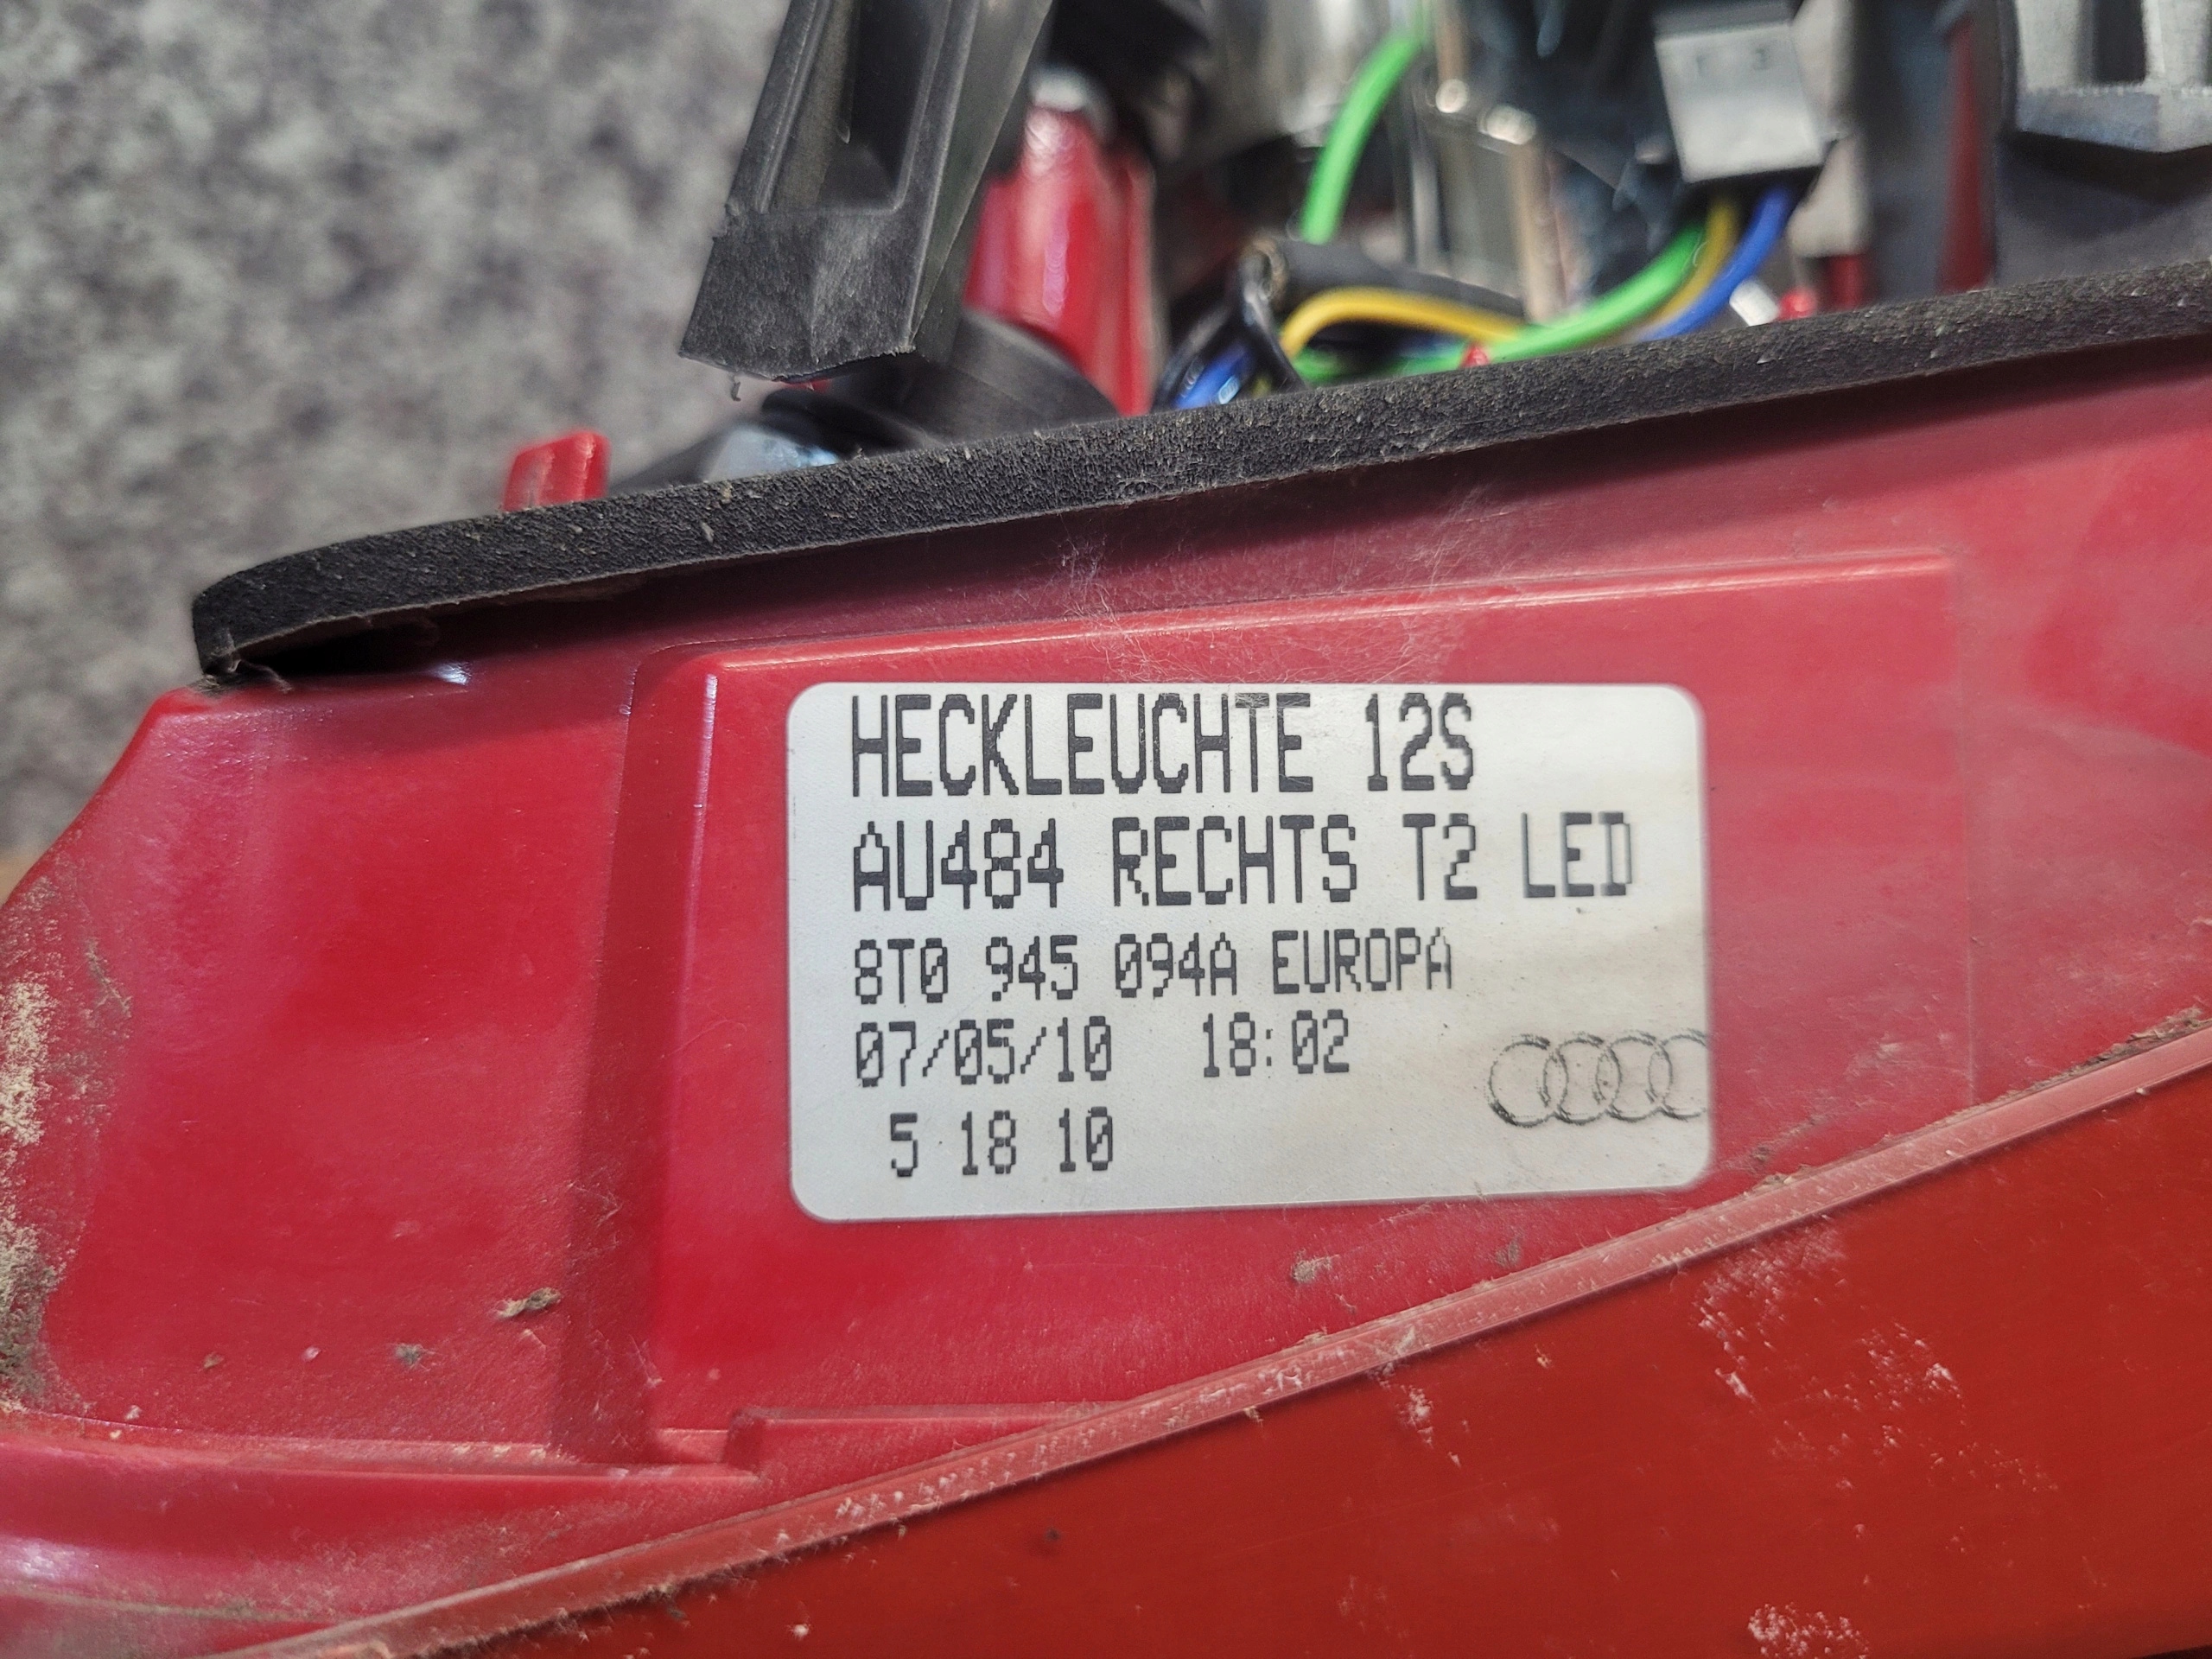 HECKLEUCHTE 12S
AU484 RECHTS T2 LED
8T0 945 094A EUROPA
07/05/10 18:02
5 18 10